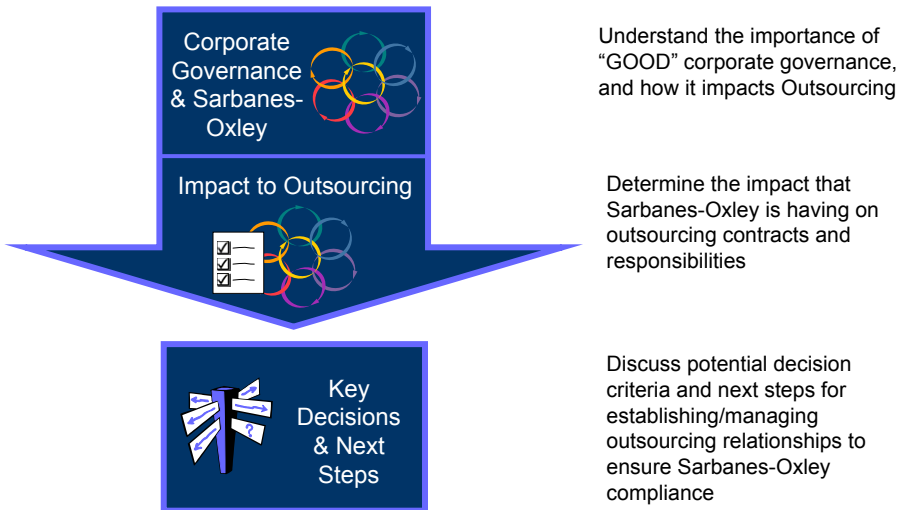 Corporate
Governance
& Sarbanes-
Oxley
Understand the importance of
“GOOD” corporate governance,
and how it impacts Outsourcing
Impact to Outsourcing
Determine the impact that
Sarbanes-Oxley is having on
outsourcing contracts and
responsibilities
?
Key
Decisions
& Next
Steps
Discuss potential decision
criteria and next steps for
establishing/managing
outsourcing relationships to
ensure Sarbanes-Oxley
compliance